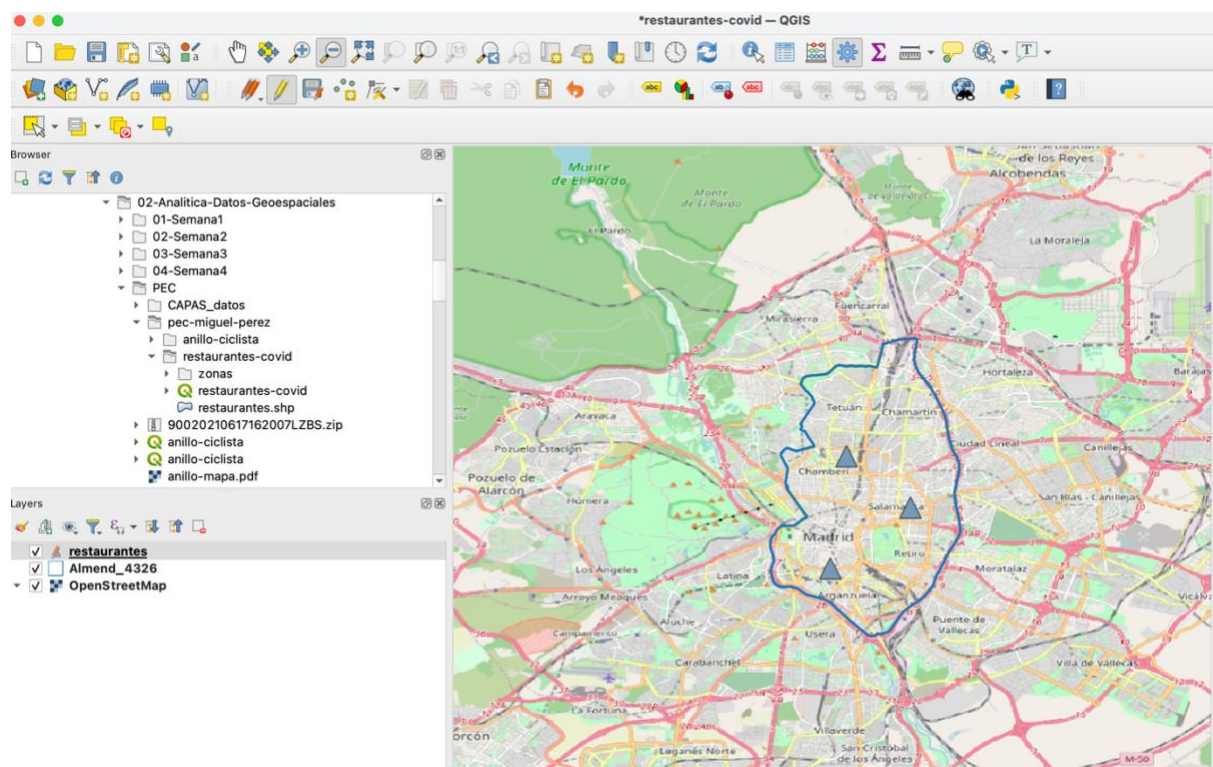 *restaurantes-covid — QGIS
Browser
02-Analitica-Datos-Geoespaciales
01-Semana1
02-Semana2
03-Semana3
04-Semana4
PEC
CAPAS_datos
pec-miguel-perez
anillo-ciclista
restaurantes-covid
zonas
restaurantes-covid
restaurantes.shp
90020210617162007LZBS.zip
anillo-ciclista
anillo-ciclista
anillo-mapa.pdf
Layers
restaurantes
Almend_4326
OpenStreetMap
de los Reyes
Alcobendas
Monte
de El Pardo
Monte
de El Pardo
El Pardo
La Moraleja
Fuencarral
Mirasierra
Hortaleza
Barajas
Aravaca
Tetuán
Chamartín
Ciudad Lineal
Canillejas
Pozuelo Estación
Pozuelo de
Alarcón
Chamberí
Húmera
San Blas - Canillejas
Salamanca
Madrid
Retiro
Los Ángeles
Latina
Moratalaz
Arganzuela
Arroyo Meaques
Vicálva
Aluche
Puente de
Vallecas
Campamento
Usera
Carabanchel
Villa de Vallecas
La Fortuna
Villaverde
orcón
Leganés Norte
San Cristóbal
de los Ángeles
M-50